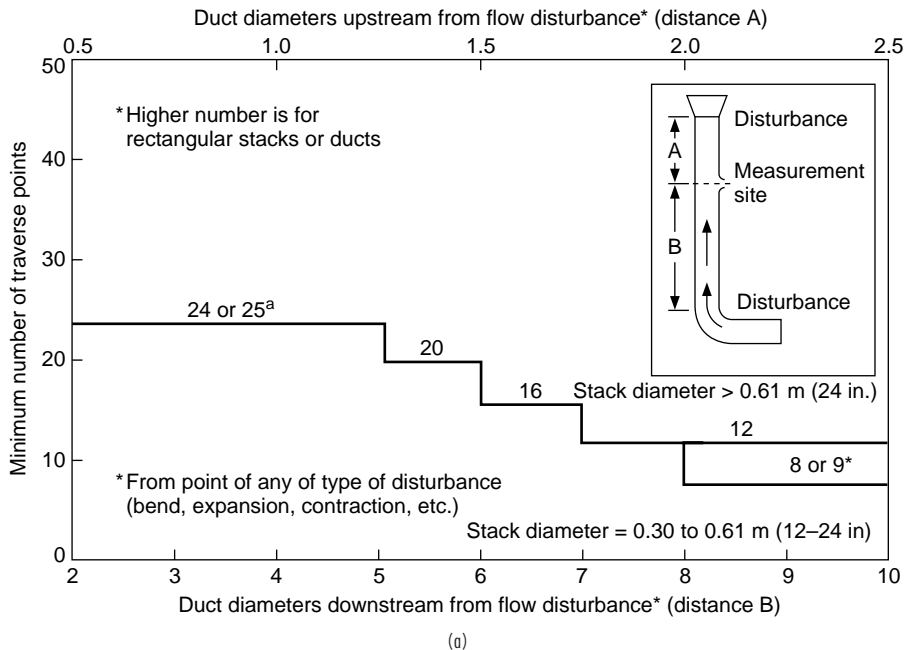 Duct diameters upstream from flow disturbance* (distance A)
0.5 1.0 1.5 2.0 2.5
50
40
30
20
10
0
Minimum number of traverse points
*Higher number is for
rectangular stacks or ducts
Disturbance
A
Measurement
site
B
Disturbance
24 or 25ᵃ
20
16
Stack diameter > 0.61 m (24 in.)
12
8 or 9*
*From point of any of type of disturbance
(bend, expansion, contraction, etc.)
Stack diameter = 0.30 to 0.61 m (12–24 in)
2 3 4 5 6 7 8 9 10
Duct diameters downstream from flow disturbance* (distance B)
(a)